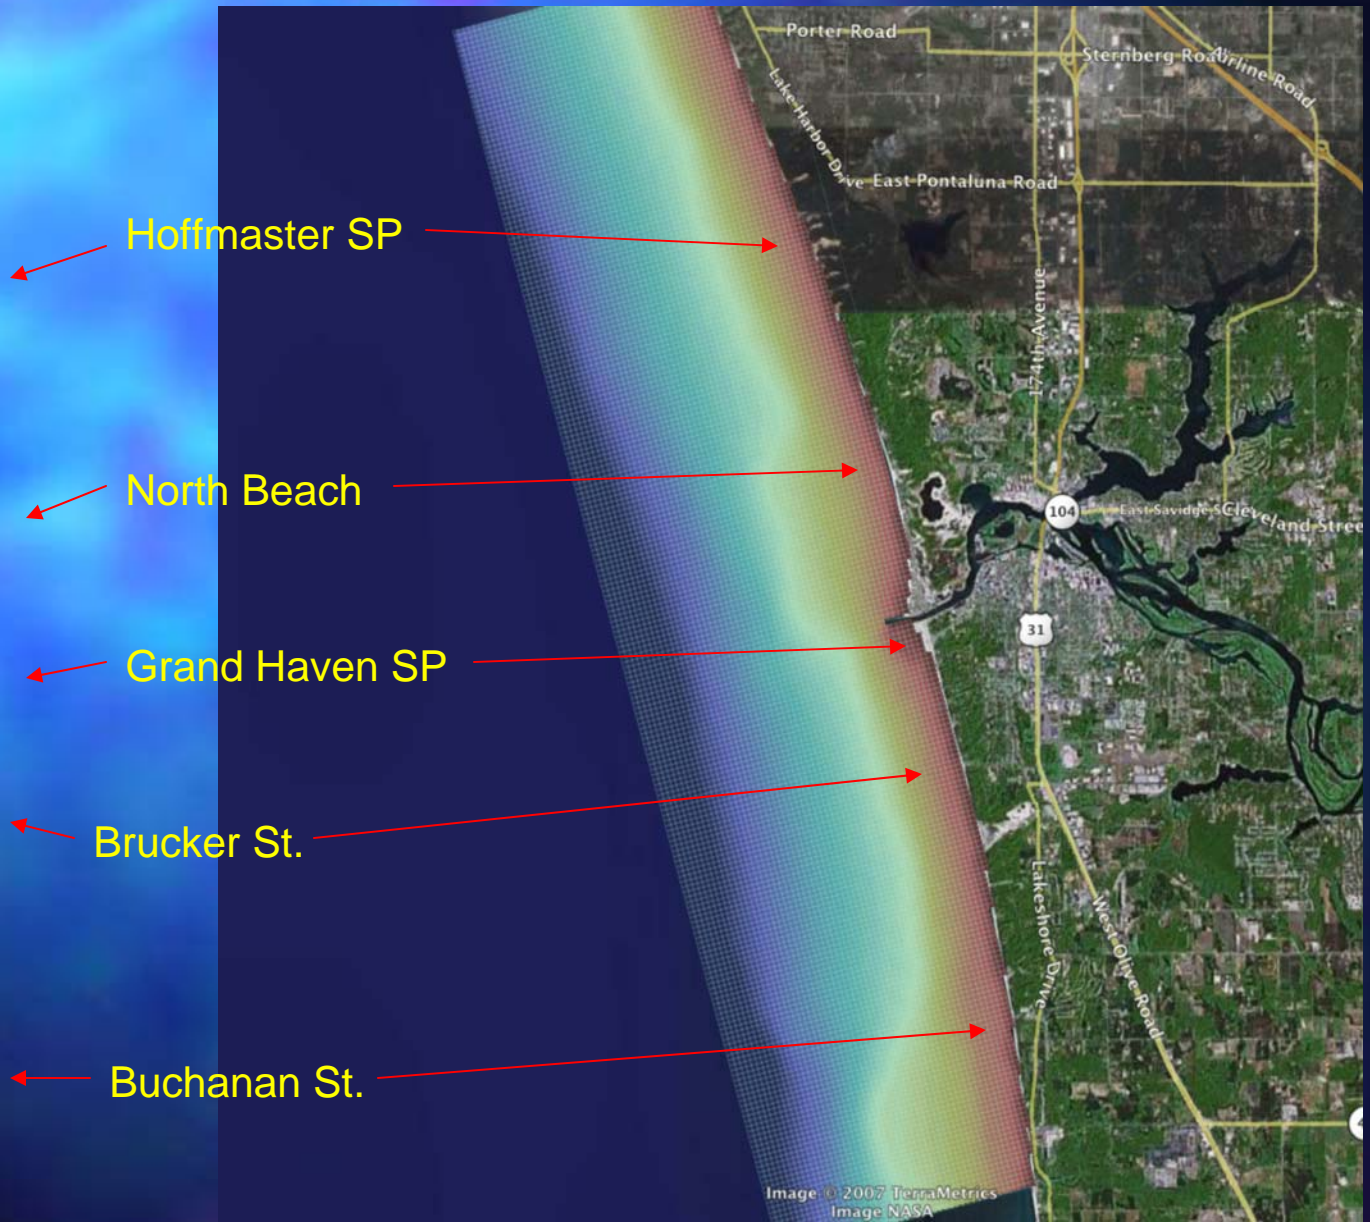 Porter Road
Sternberg Road
Airline Road
Lake Harbor Drive
East Pontaluna Road
Hoffmaster SP
174th Avenue
North Beach
104
East Savidge S
Cleveland Stree
31
Grand Haven SP
Brucker St.
Lakeshore Drive
West Olive Road
Buchanan St.
Image © 2007 TerraMetrics
Image NASA